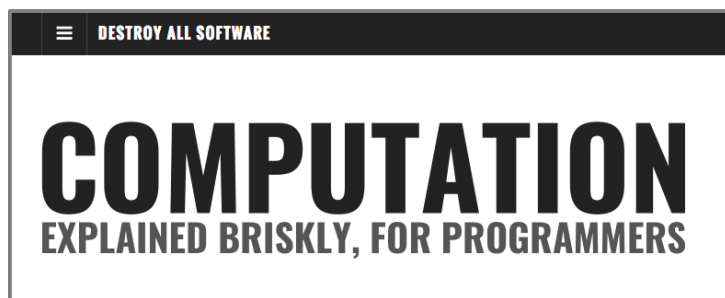 DESTROY ALL SOFTWARE
COMPUTATION
EXPLAINED BRISKLY, FOR PROGRAMMERS